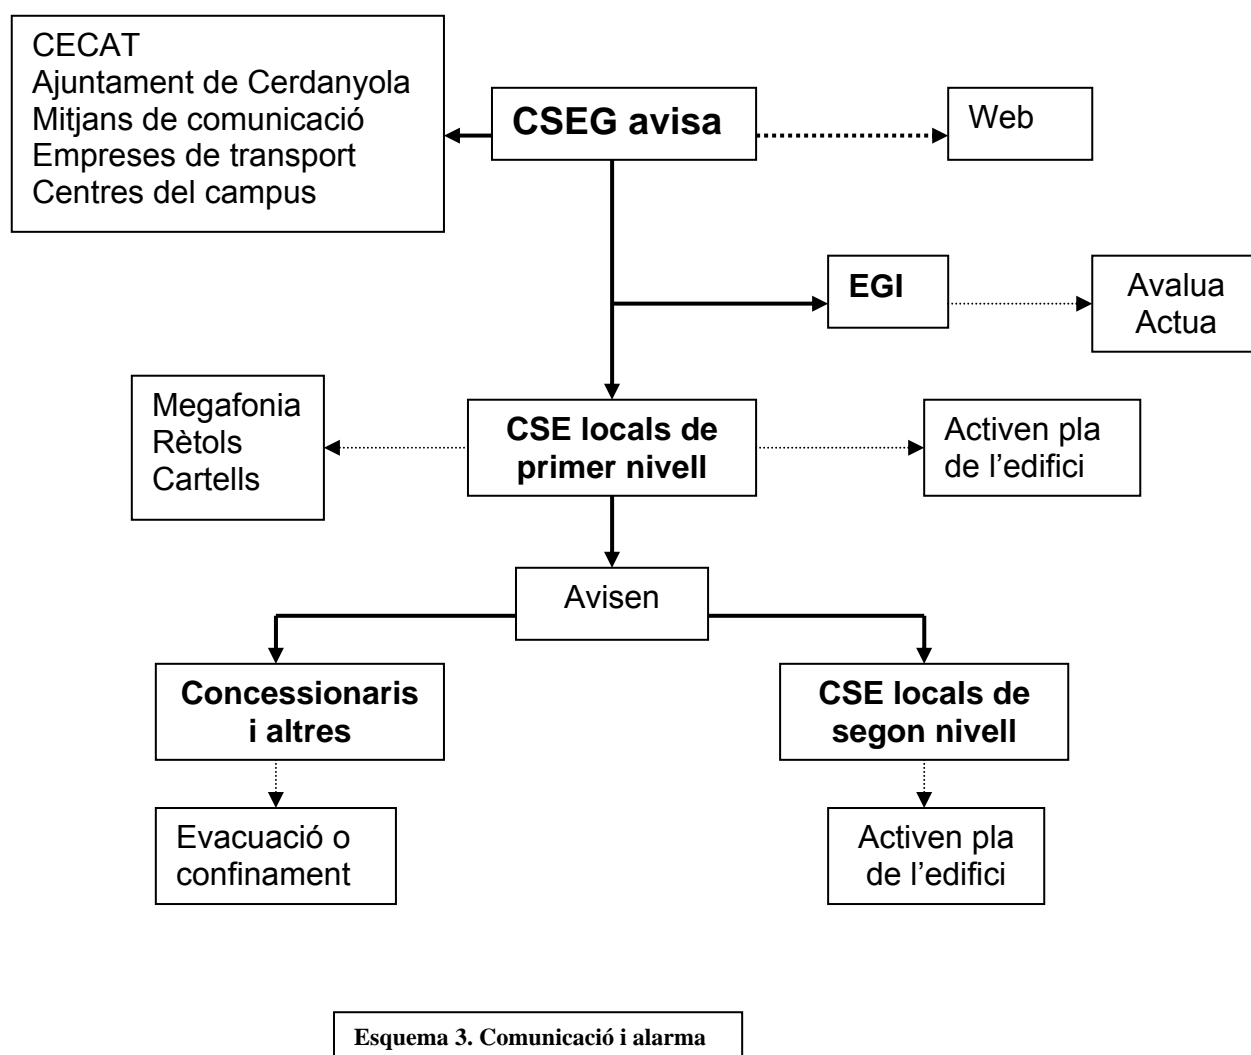 CECAT
Ajuntament de Cerdanyola
Mitjans de comunicació
Empreses de transport
Centres del campus
CSEG avisa
Web
EGI
Avalua
Actua
Megafonia
Rètols
Cartells
CSE locals de
primer nivell
Activen pla
de l’edifici
Avisen
Concessionaris
i altres
CSE locals de
segon nivell
Evacuació o
confinament
Activen pla
de l’edifici
Esquema 3. Comunicació i alarma